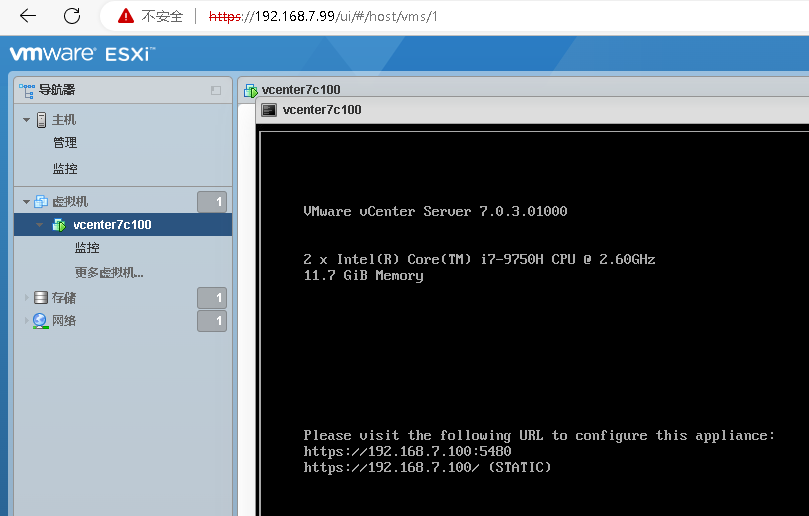 不安全 https://192.168.7.99/ui/#/host/vms/1
vmware ESXi™
导航器
主机
管理
监控
虚拟机 1
vcenter7c100
监控
更多虚拟机...
存储 1
网络 1
vcenter7c100
vcenter7c100
VMware vCenter Server 7.0.3.01000
2 x Intel(R) Core(TM) i7-9750H CPU @ 2.60GHz
11.7 GiB Memory
Please visit the following URL to configure this appliance:
https://192.168.7.100:5480
https://192.168.7.100/ (STATIC)